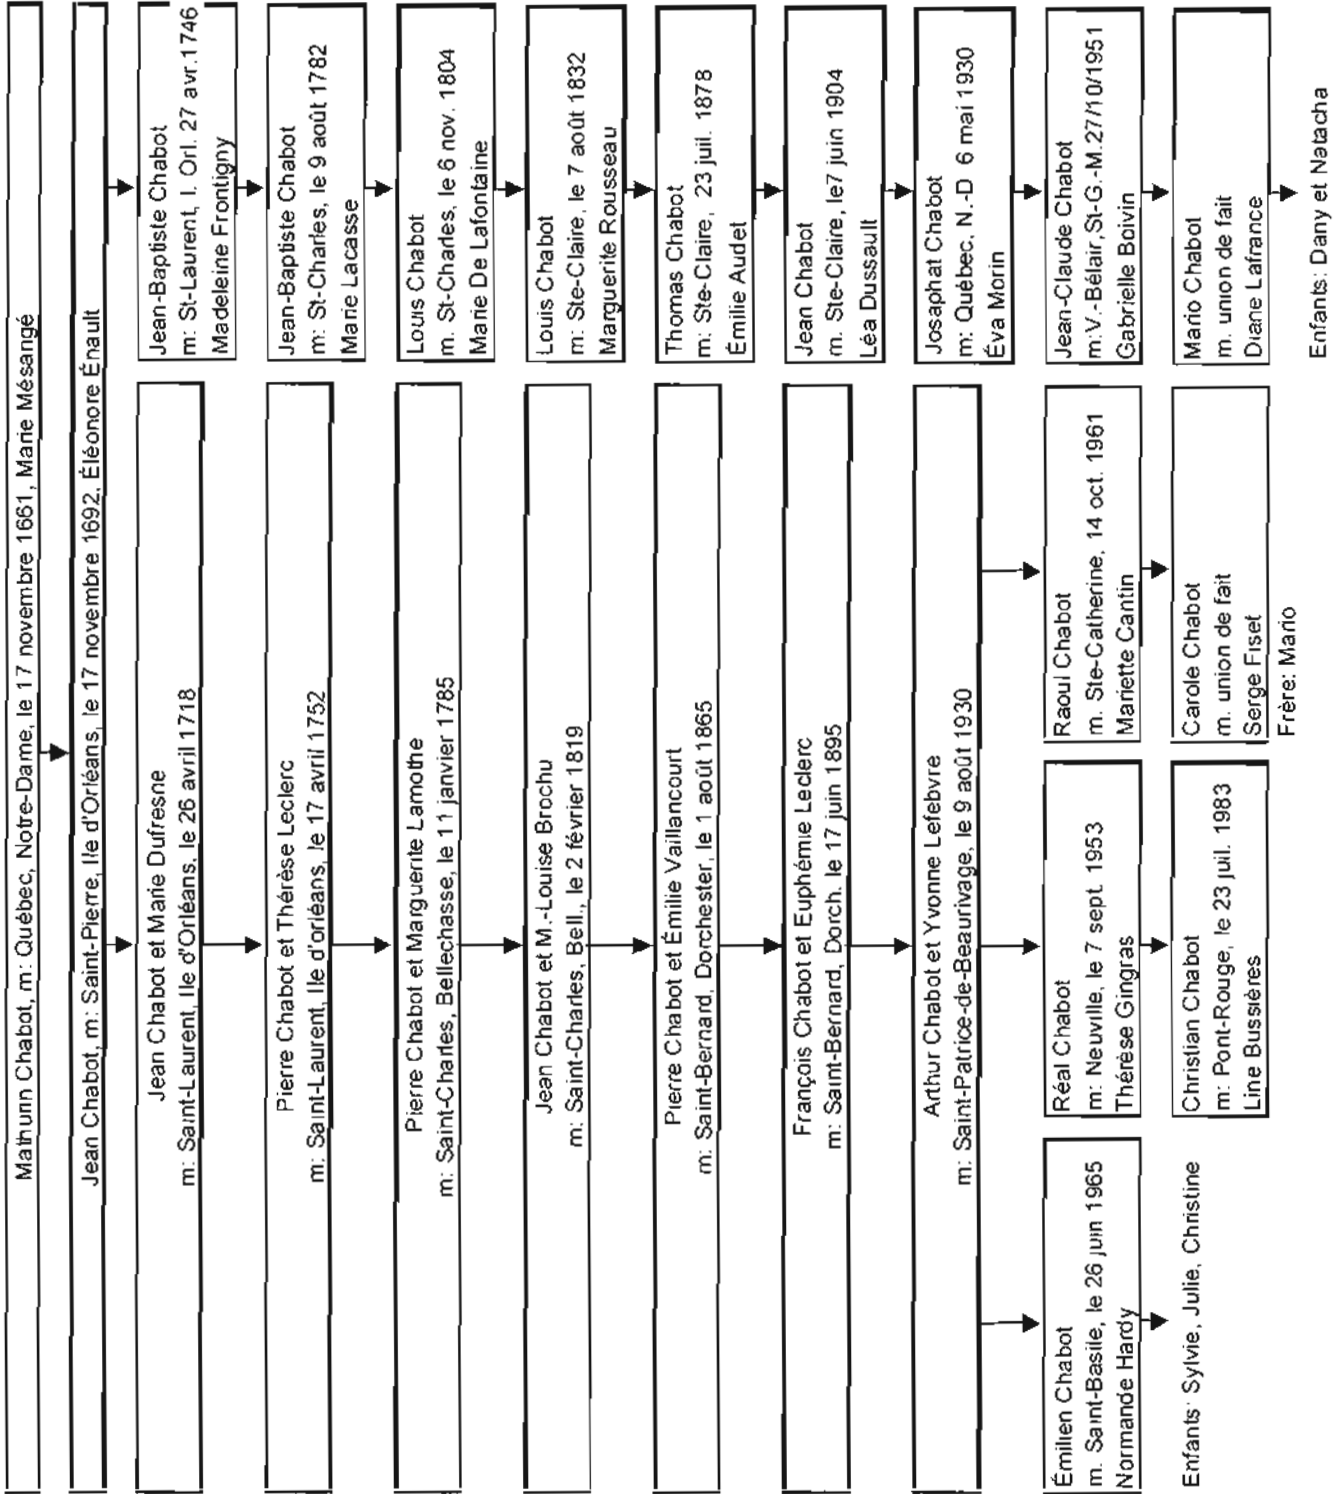 Mathurin Chabot, m: Québec, Notre-Dame, le 17 novembre 1661, Marie Mésangé
Jean Chabot, m: Saint-Pierre, Ile d'Orléans, le 17 novembre 1692, Éléonore Énault
Jean Chabot et Marie Dufresne
m: Saint-Laurent, Ile d'Orléans, le 26 avril 1718
Jean-Baptiste Chabot
m: St-Laurent, I. Orl. 27 avr.1746
Madeleine Frontigny
Pierre Chabot et Thérèse Leclerc
m: Saint-Laurent, Ile d'orléans, le 17 avril 1752
Jean-Baptiste Chabot
m: St-Charles, le 9 août 1782
Marie Lacasse
Pierre Chabot et Marguerite Lamothe
m: Saint-Charles, Bellechasse, le 11 janvier 1785
Louis Chabot
m. St-Charles, le 6 nov. 1804
Marie De Lafontaine
Jean Chabot et M.-Louise Brochu
m: Saint-Charles, Bell., le 2 février 1819
Louis Chabot
m: Ste-Claire, le 7 août 1832
Marguerite Rousseau
Pierre Chabot et Émilie Vaillancourt
m: Saint-Bernard, Dorchester, le 1 août 1865
Thomas Chabot
m: Ste-Claire, 23 juil. 1878
Émilie Audet
François Chabot et Euphémie Leclerc
m: Saint-Bernard, Dorch. le 17 juin 1895
Jean Chabot
m. Ste-Claire, le7 juin 1904
Léa Dussault
Arthur Chabot et Yvonne Lefebvre
m: Saint-Patrice-de-Beaurivage, le 9 août 1930
Josaphat Chabot
m: Québec, N.-D 6 mai 1930
Éva Morin
Émilien Chabot
m. Saint-Basile, le 26 juin 1965
Normande Hardy
Réal Chabot
m: Neuville, le 7 sept. 1953
Thérèse Gingras
Raoul Chabot
m. Ste-Catherine, 14 oct. 1961
Mariette Cantin
Jean-Claude Chabot
m:V.-Bélair,St-G.-M.27/10/1951
Gabrielle Boivin
Enfants: Sylvie, Julie, Christine
Christian Chabot
m: Pont-Rouge, le 23 juil. 1983
Line Bussières
Carole Chabot
m. union de fait
Serge Fiset
Frère: Mario
Mario Chabot
m. union de fait
Diane Lafrance
Enfants: Dany et Natacha